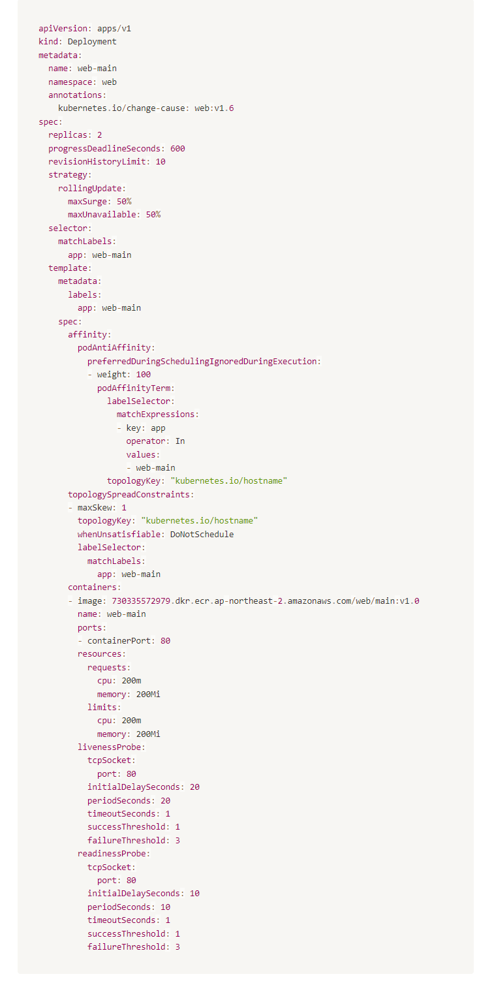 apiVersion: apps/v1
kind: Deployment
metadata:
  name: web-main
  namespace: web
  annotations:
    kubernetes.io/change-cause: web:v1.6
spec:
  replicas: 2
  progressDeadlineSeconds: 600
  revisionHistoryLimit: 10
  strategy:
    rollingUpdate:
      maxSurge: 50%
      maxUnavailable: 50%
  selector:
    matchLabels:
      app: web-main
  template:
    metadata:
      labels:
        app: web-main
    spec:
      affinity:
        podAntiAffinity:
          preferredDuringSchedulingIgnoredDuringExecution:
          - weight: 100
            podAffinityTerm:
              labelSelector:
                matchExpressions:
                - key: app
                  operator: In
                  values:
                  - web-main
              topologyKey: "kubernetes.io/hostname"
      topologySpreadConstraints:
      - maxSkew: 1
        topologyKey: "kubernetes.io/hostname"
        whenUnsatisfiable: DoNotSchedule
        labelSelector:
          matchLabels:
            app: web-main
      containers:
      - image: 730335572979.dkr.ecr.ap-northeast-2.amazonaws.com/web/main:v1.0
        name: web-main
        ports:
        - containerPort: 80
        resources:
          requests:
            cpu: 200m
            memory: 200Mi
          limits:
            cpu: 200m
            memory: 200Mi
        livenessProbe:
          tcpSocket:
            port: 80
          initialDelaySeconds: 20
          periodSeconds: 20
          timeoutSeconds: 1
          successThreshold: 1
          failureThreshold: 3
        readinessProbe:
          tcpSocket:
            port: 80
          initialDelaySeconds: 10
          periodSeconds: 10
          timeoutSeconds: 1
          successThreshold: 1
          failureThreshold: 3